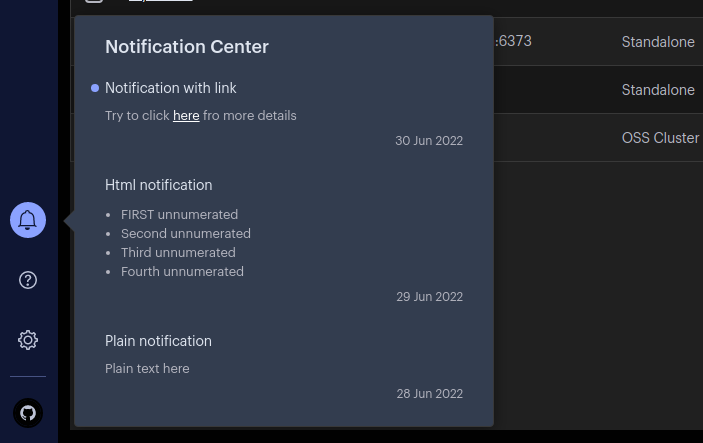 Notification Center
Notification with link
Try to click here fro more details
30 Jun 2022
Html notification
• FIRST unnumerated
• Second unnumerated
• Third unnumerated
• Fourth unnumerated
29 Jun 2022
Plain notification
Plain text here
28 Jun 2022
:6373 Standalone
Standalone
OSS Cluster